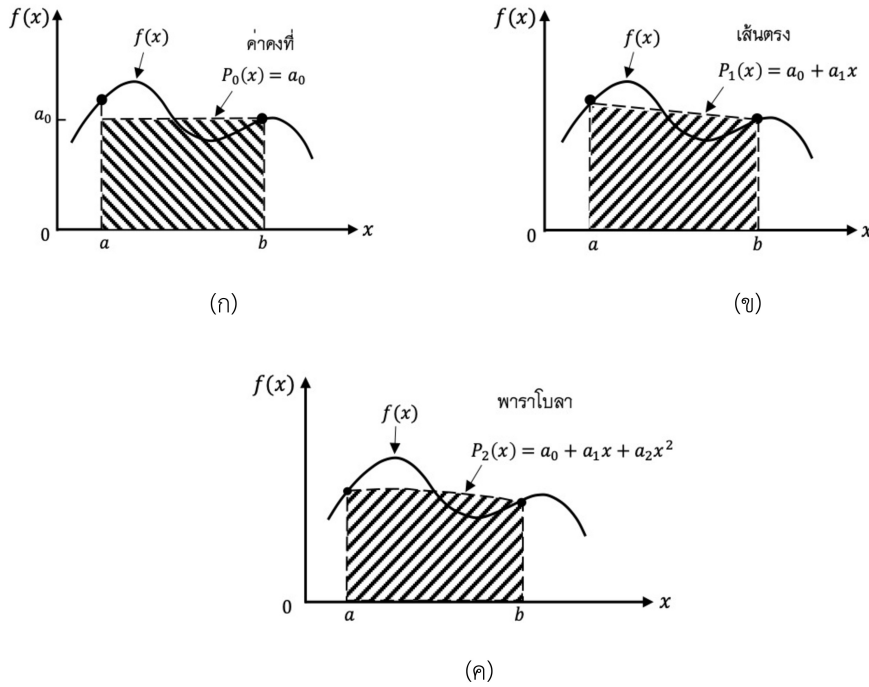 f(x)
f(x)
ค่าคงที่
P₀(x) = a₀
a₀
0
a
b
x
(ก)
f(x)
f(x)
เส้นตรง
P₁(x) = a₀ + a₁x
0
a
b
x
(ข)
f(x)
f(x)
พาราโบลา
P₂(x) = a₀ + a₁x + a₂x²
0
a
b
x
(ค)